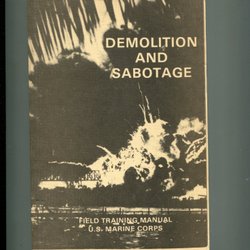 DEMOLITION
AND
SABOTAGE
FIELD TRAINING MANUAL
U.S. MARINE CORPS